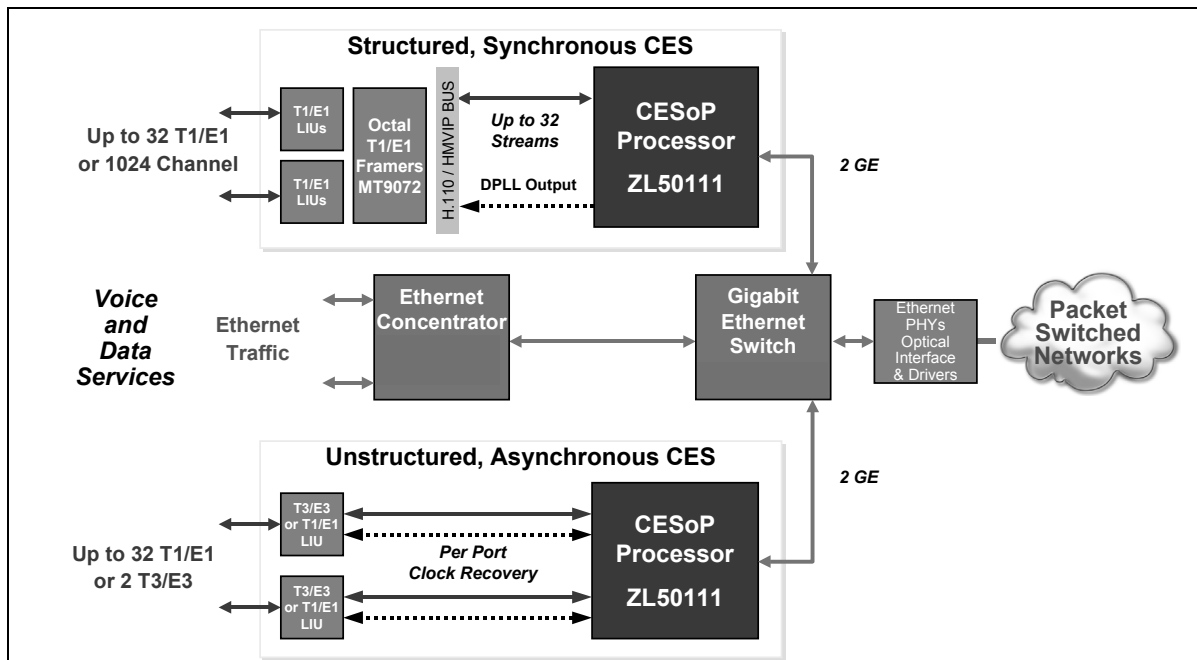 Structured, Synchronous CES
Up to 32 T1/E1
or 1024 Channel
T1/E1
LIUs
T1/E1
LIUs
Octal
T1/E1
Framers
MT9072
H.110 / HMVIP BUS
Up to 32
Streams
DPLL Output
CESoP
Processor
ZL50111
2 GE
Voice
and
Data
Services
Ethernet
Traffic
Ethernet
Concentrator
Gigabit
Ethernet
Switch
Ethernet
PHYs
Optical
Interface
& Drivers
Packet
Switched
Networks
Unstructured, Asynchronous CES
2 GE
Up to 32 T1/E1
or 2 T3/E3
T3/E3
or T1/E1
LIU
T3/E3
or T1/E1
LIU
Per Port
Clock Recovery
CESoP
Processor
ZL50111